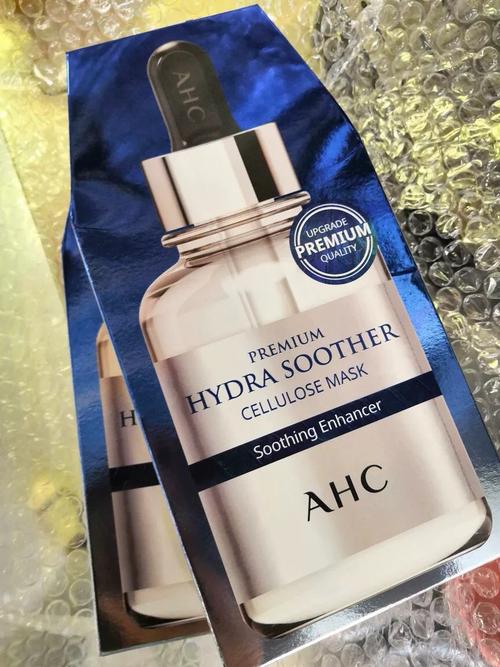 AHC
UPGRADE
PREMIUM
QUALITY
PREMIUM
HYDRA SOOTHER
CELLULOSE MASK
Soothing Enhancer
AHC
H